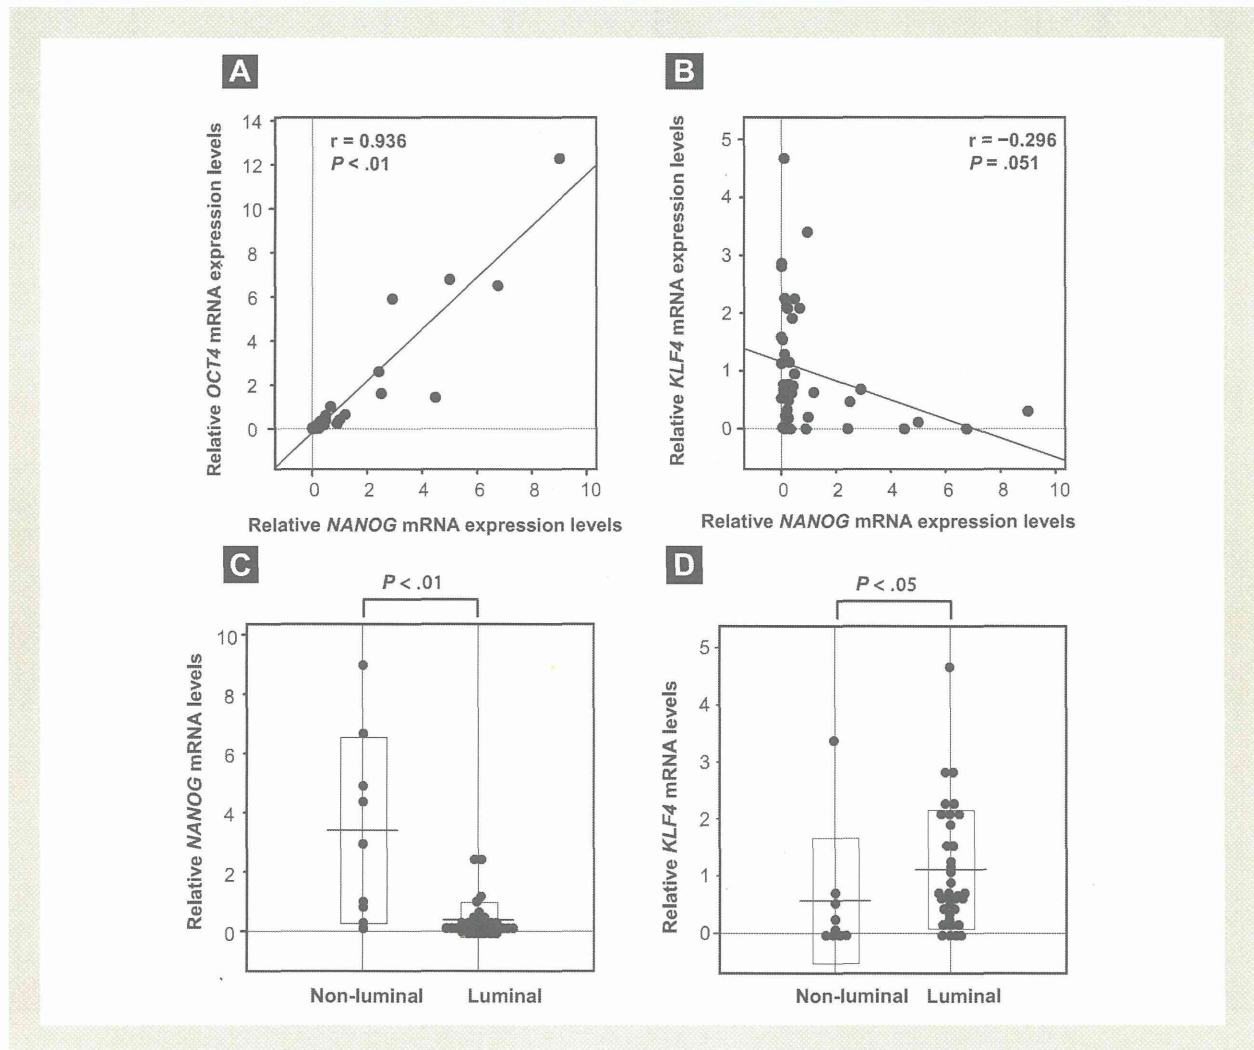 A
r = 0.936
P < .01
Relative OCT4 mRNA expression levels
14
12
10
8
6
4
2
0
0 2 4 6 8 10
Relative NANOG mRNA expression levels
B
r = −0.296
P = .051
Relative KLF4 mRNA expression levels
5
4
3
2
1
0
0 2 4 6 8 10
Relative NANOG mRNA expression levels
C
P < .01
Relative NANOG mRNA levels
10
8
6
4
2
0
Non-luminal Luminal
D
P < .05
Relative KLF4 mRNA levels
5
4
3
2
1
0
Non-luminal Luminal